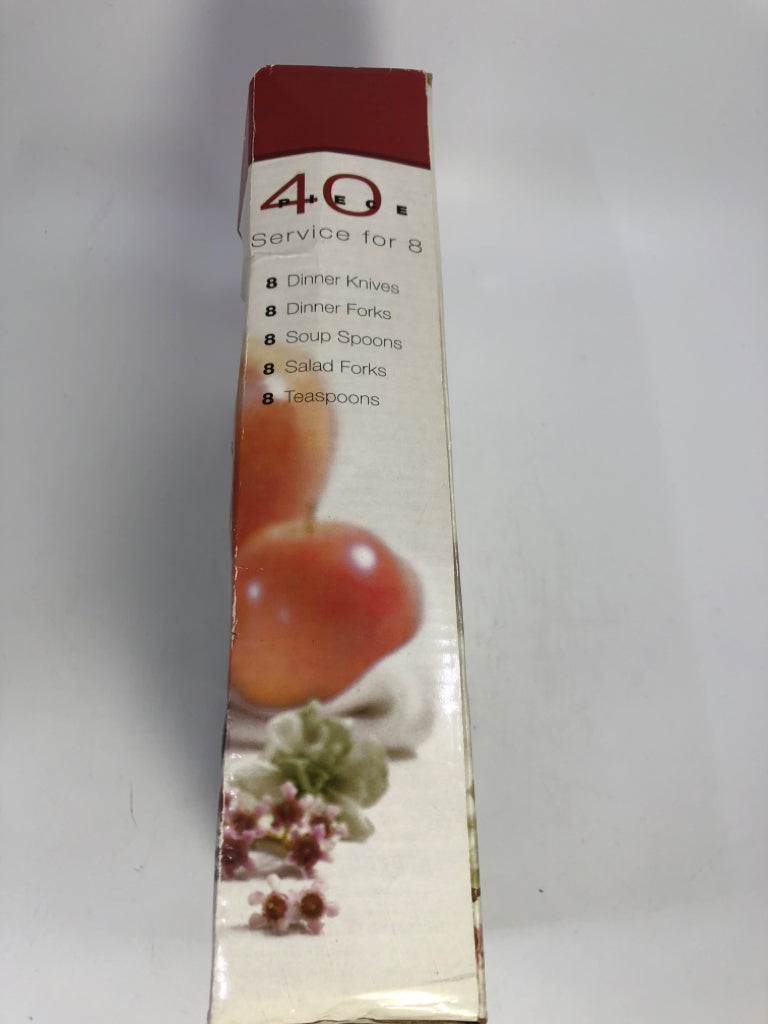 40
PIECE
Service for 8
8 Dinner Knives
8 Dinner Forks
8 Soup Spoons
8 Salad Forks
8 Teaspoons